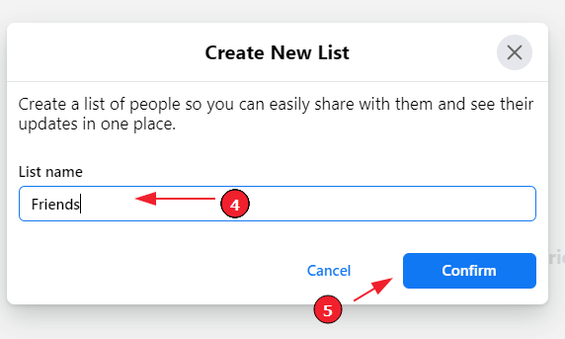 Create New List
Create a list of people so you can easily share with them and see their
updates in one place.
List name
Friends
4
Cancel
Confirm
5